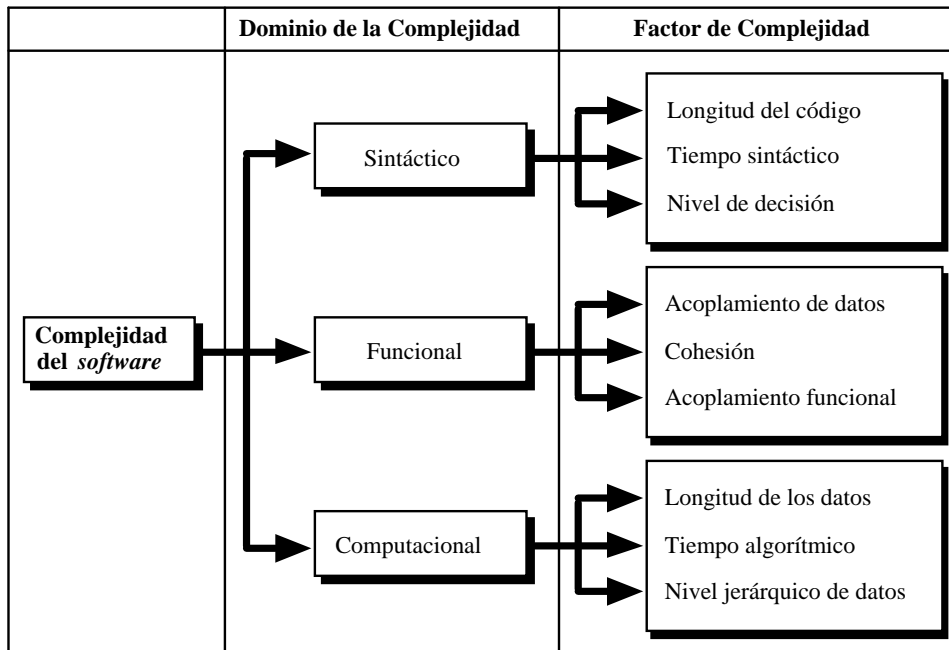 Dominio de la Complejidad
Factor de Complejidad
Complejidad
del software
Sintáctico
Longitud del código
Tiempo sintáctico
Nivel de decisión
Funcional
Acoplamiento de datos
Cohesión
Acoplamiento funcional
Computacional
Longitud de los datos
Tiempo algorítmico
Nivel jerárquico de datos